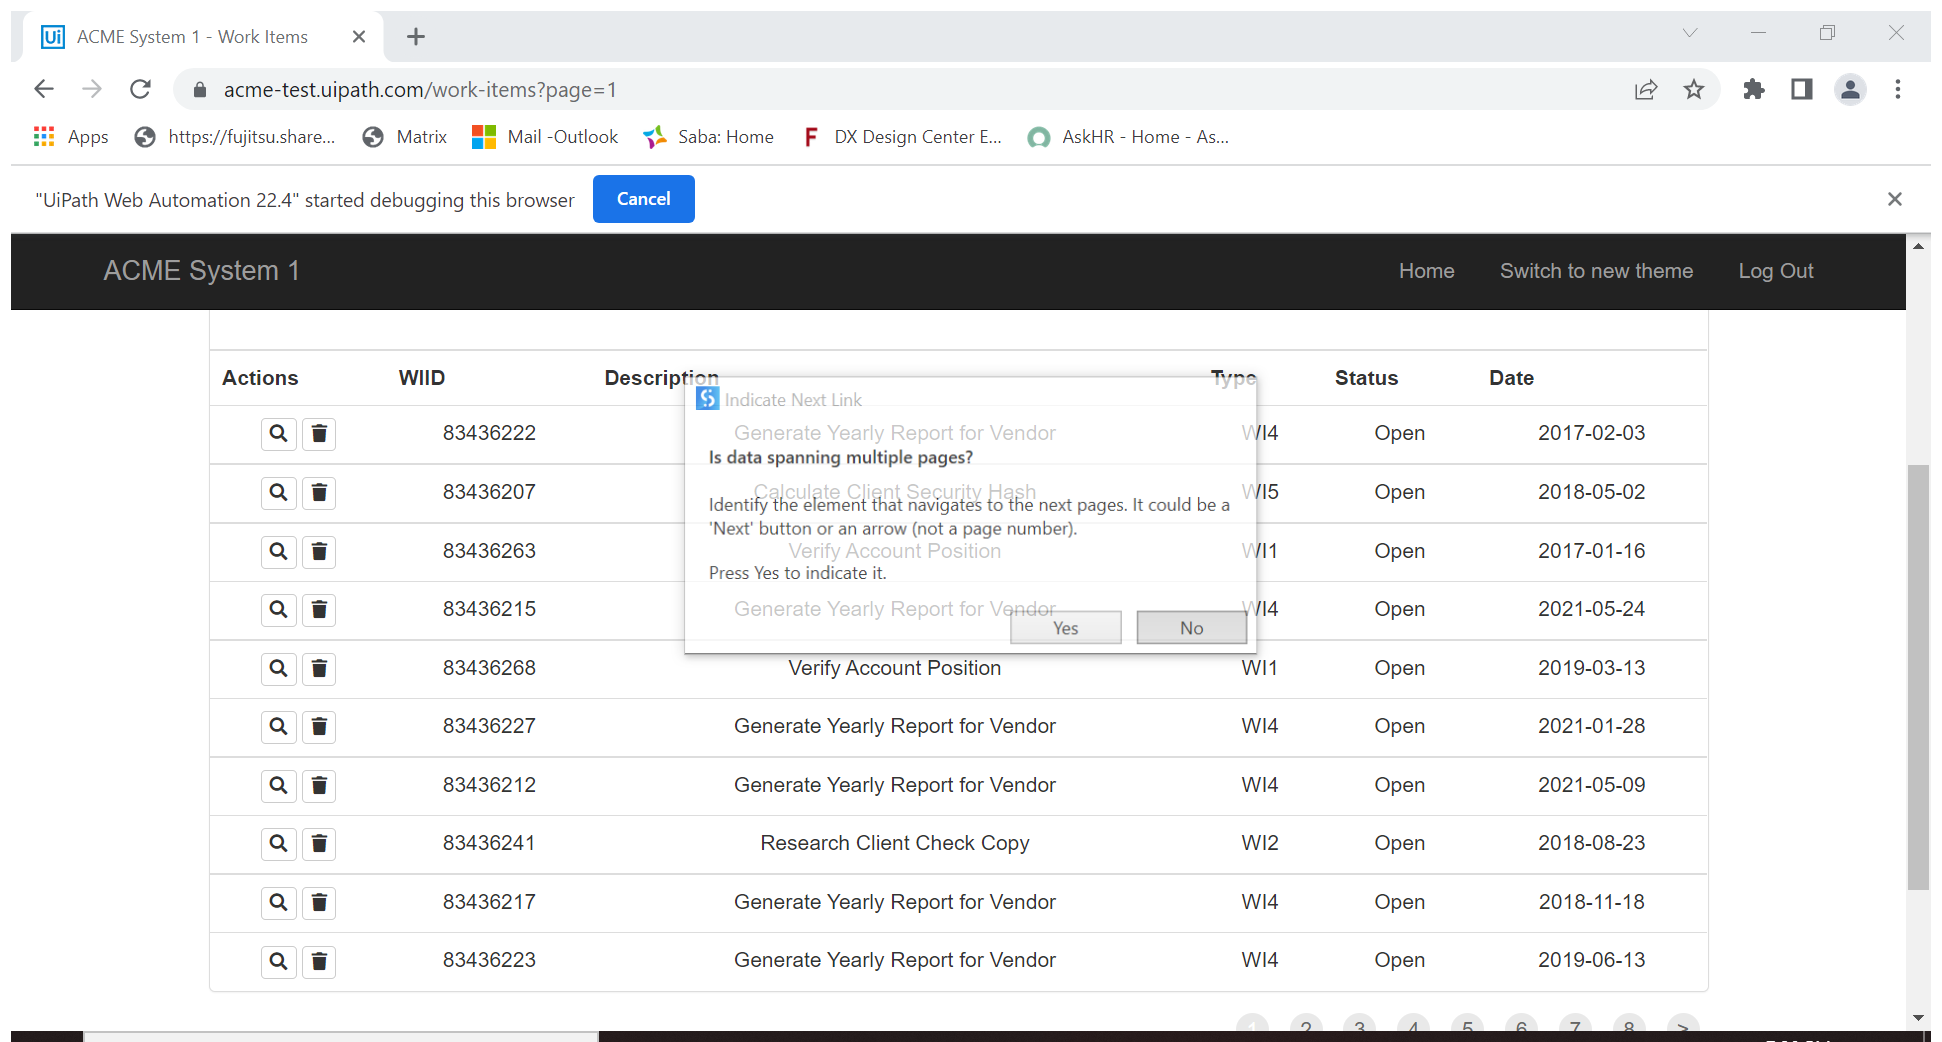 Ui ACME System 1 - Work Items
acme-test.uipath.com/work-items?page=1
Apps https://fujitsu.share... Matrix Mail -Outlook Saba: Home F DX Design Center E... AskHR - Home - As...
"UiPath Web Automation 22.4" started debugging this browser Cancel
ACME System 1 Home Switch to new theme Log Out
Actions WIID Description Type Status Date
Indicate Next Link
83436222 Generate Yearly Report for Vendor WI4 Open 2017-02-03
Is data spanning multiple pages?
83436207 Calculate Client Security Hash WI5 Open 2018-05-02
Identify the element that navigates to the next pages. It could be a
'Next' button or an arrow (not a page number).
83436263 Verify Account Position WI1 Open 2017-01-16
Press Yes to indicate it.
83436215 Generate Yearly Report for Vendor WI4 Open 2021-05-24
Yes No
83436268 Verify Account Position WI1 Open 2019-03-13
83436227 Generate Yearly Report for Vendor WI4 Open 2021-01-28
83436212 Generate Yearly Report for Vendor WI4 Open 2021-05-09
83436241 Research Client Check Copy WI2 Open 2018-08-23
83436217 Generate Yearly Report for Vendor WI4 Open 2018-11-18
83436223 Generate Yearly Report for Vendor WI4 Open 2019-06-13
1 2 3 4 5 6 7 8 >